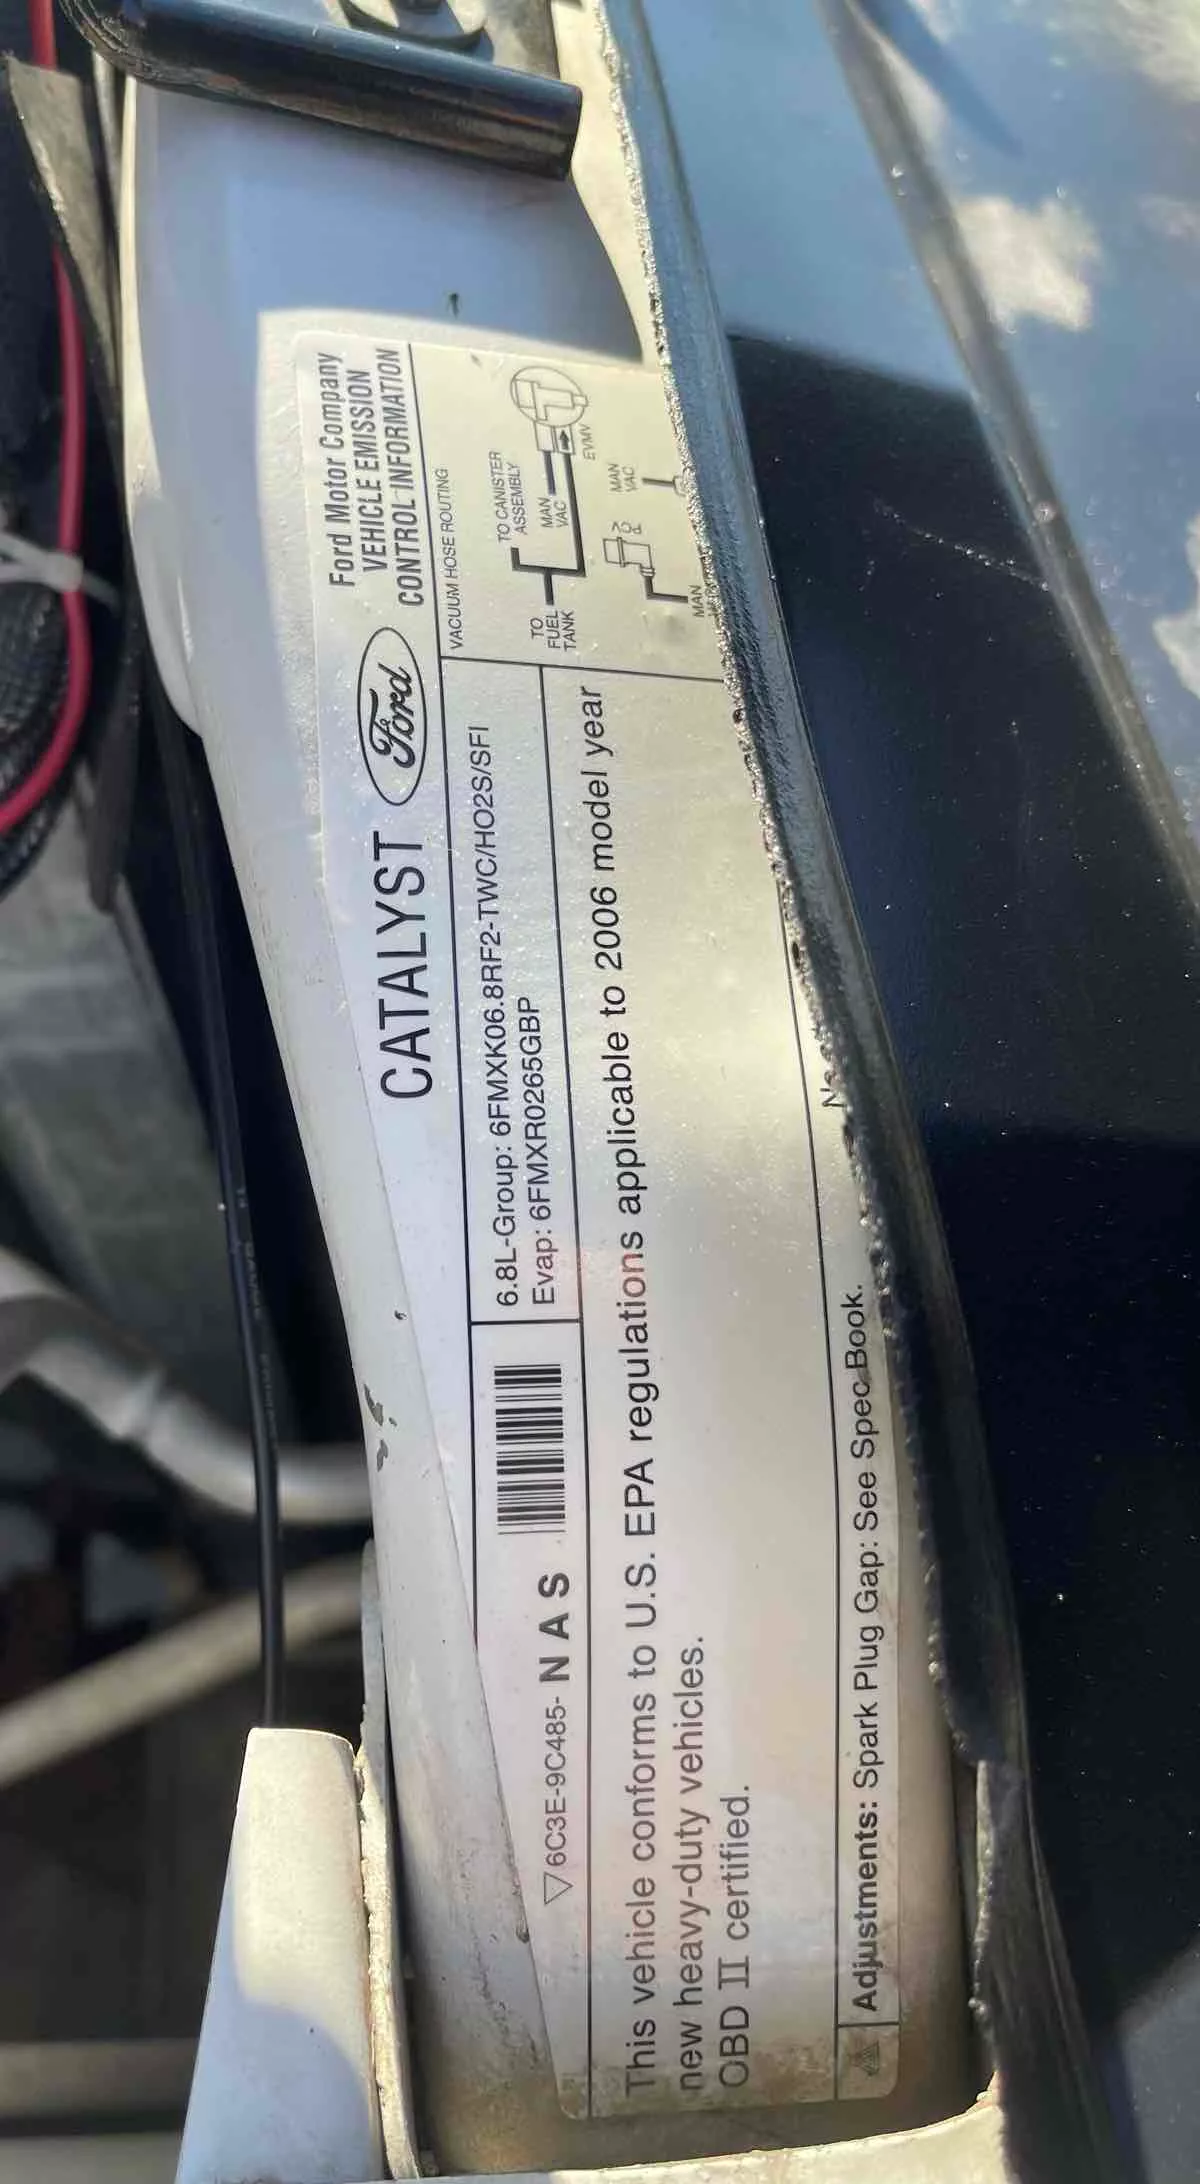 CATALYST
Ford
Ford Motor Company
VEHICLE EMISSION
CONTROL INFORMATION
6C3E-9C485- N A S
6.8L-Group: 6FMXK06.8RF2-TWC/HO2S/SFI
Evap: 6FMXR0265GBP
VACUUM HOSE ROUTING
TO CANISTER
ASSEMBLY
TO
FUEL
TANK
MAN
VAC
EVMV
MAN
VAC
MAN
This vehicle conforms to U.S. EPA regulations applicable to 2006 model year
new heavy-duty vehicles.
OBD II certified.
Adjustments: Spark Plug Gap: See Spec Book.